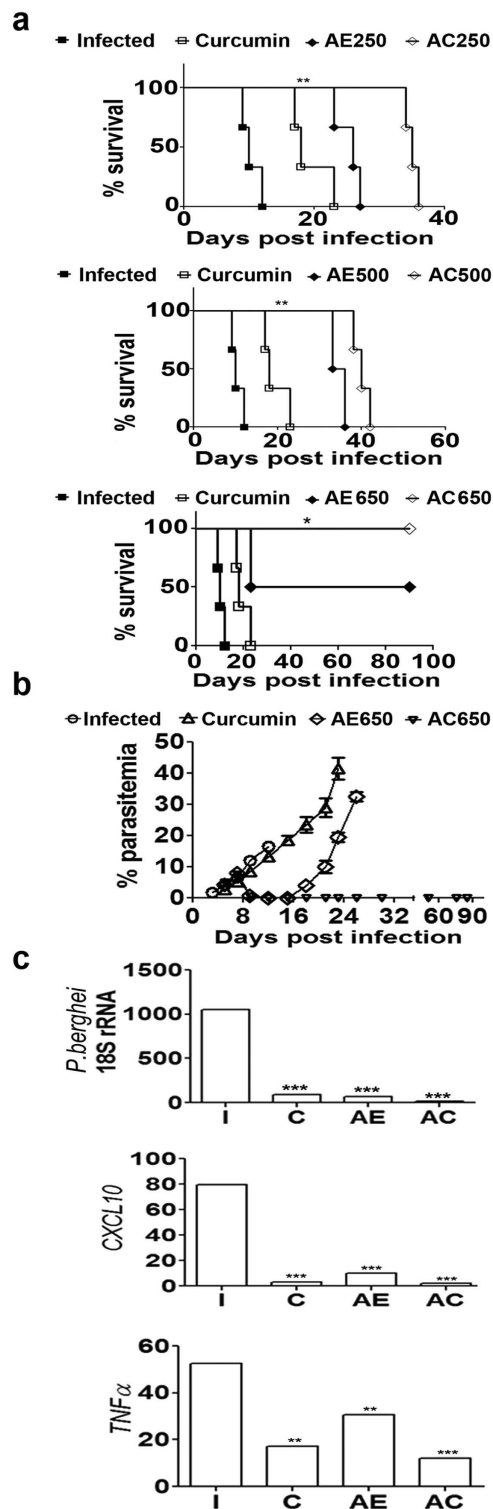 a
Infected Curcumin AE250 AC250
**
100
50
0
% survival
0 20 40
Days post infection
Infected Curcumin AE500 AC500
**
100
50
0
% survival
0 20 40 60
Days post infection
Infected Curcumin AE650 AC650
*
100
50
0
% survival
0 20 40 60 80 100
Days post infection
b
Infected Curcumin AE650 AC650
50
40
30
20
10
0
% parasitemia
0 8 16 24 32 60 90
Days post infection
c
1500
1000
500
0
P.berghei
18S rRNA
*** *** ***
I C AE AC
100
80
60
40
20
0
CXCL10
*** *** ***
I C AE AC
60
40
20
0
TNFα
** ** ***
I C AE AC